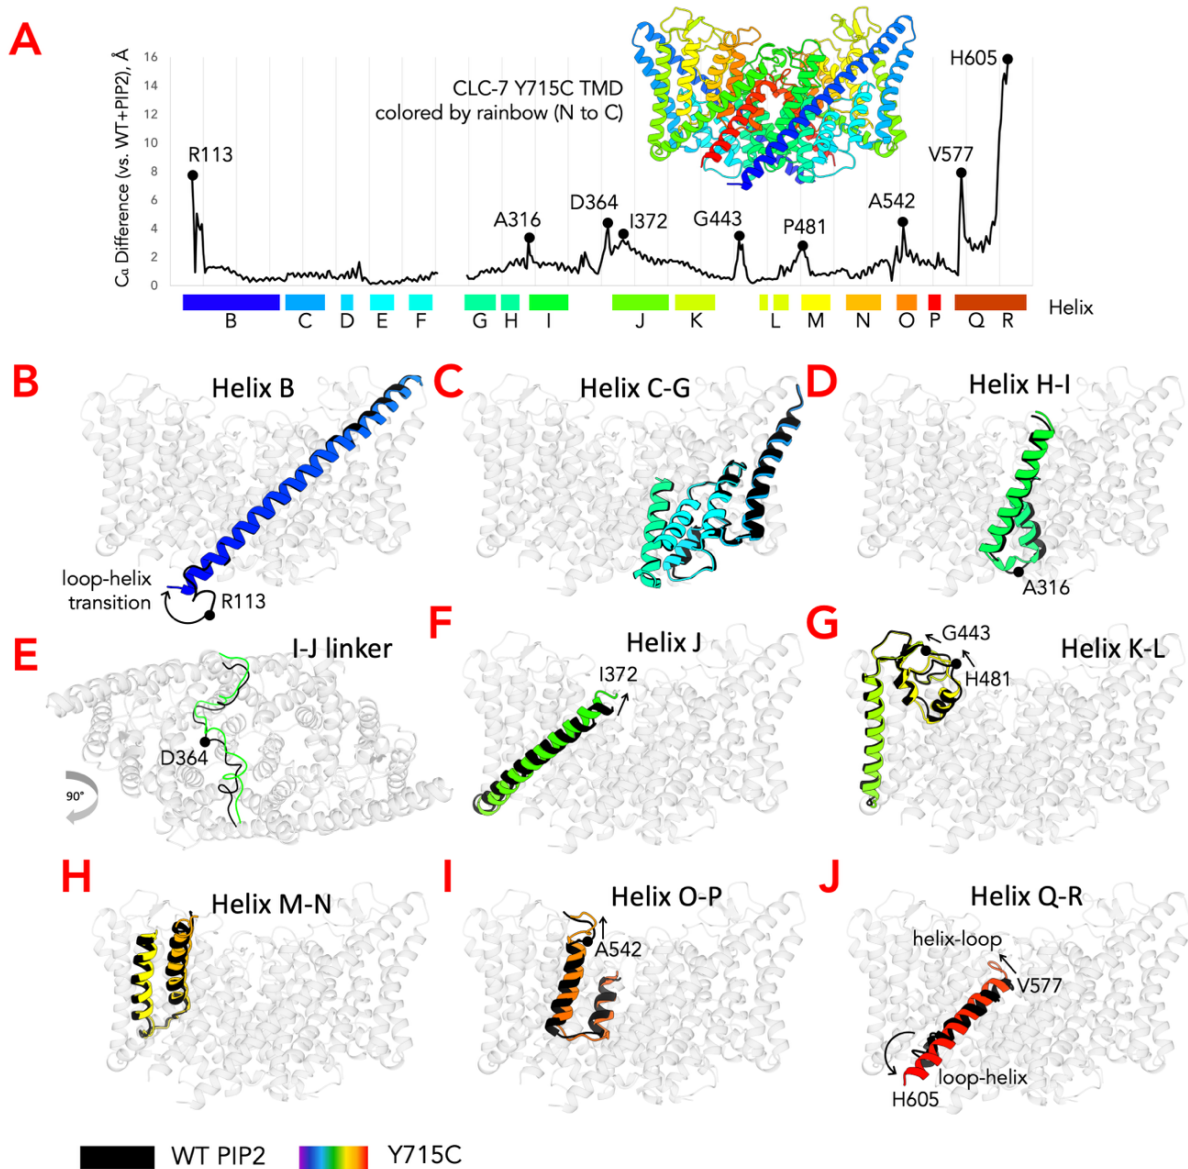 A
Cα Difference (vs. WT+PIP2), Å
16
14
12
10
8
6
4
2
0
CLC-7 Y715C TMD
colored by rainbow (N to C)
R113
A316
D364
I372
G443
P481
A542
V577
H605
B
C
D
E
F
G
H
I
J
K
L
M
N
O
P
Q
R
Helix
B
Helix B
loop-helix
transition
R113
C
Helix C-G
D
Helix H-I
A316
E
I-J linker
D364
90°
F
Helix J
I372
G
Helix K-L
G443
H481
H
Helix M-N
I
Helix O-P
A542
J
Helix Q-R
helix-loop
V577
loop-helix
H605
WT PIP2
Y715C